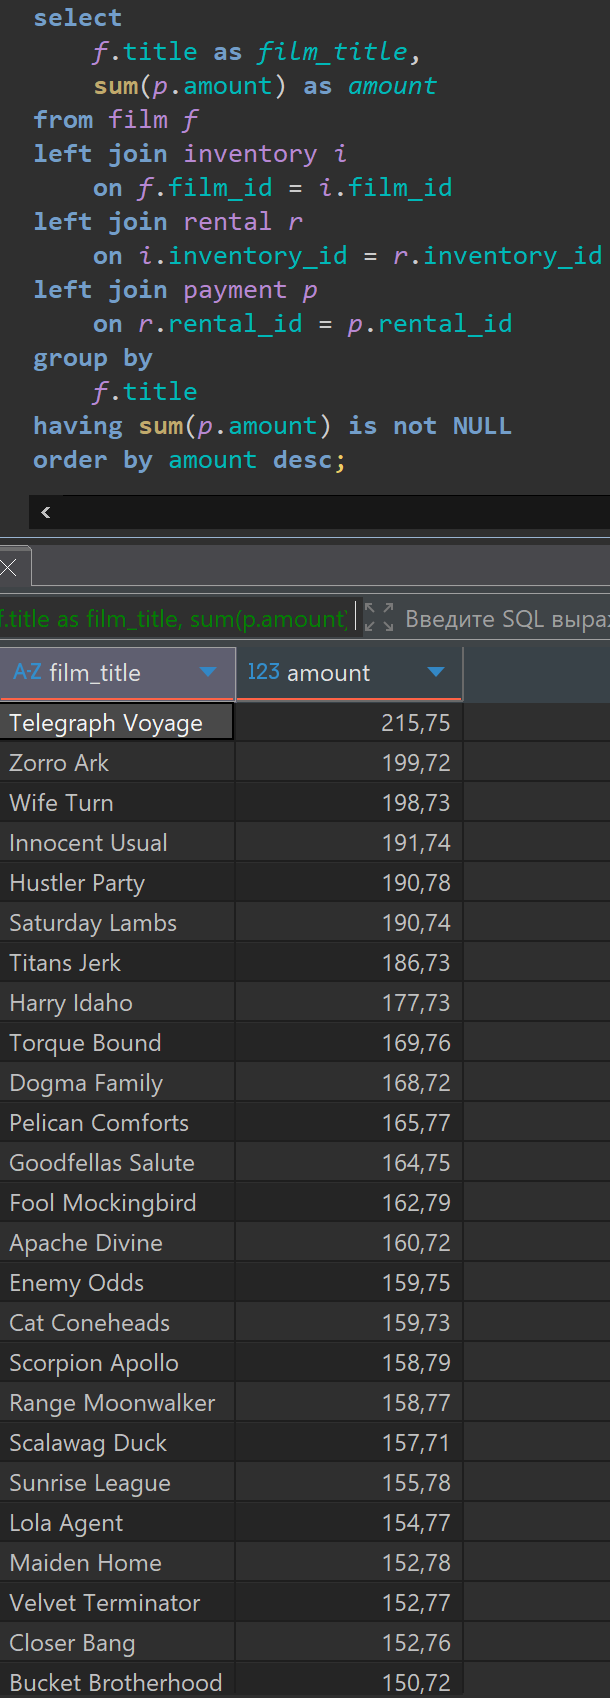 select
f.title as film_title,
sum(p.amount) as amount
from film f
left join inventory i
on f.film_id = i.film_id
left join rental r
on i.inventory_id = r.inventory_id
left join payment p
on r.rental_id = p.rental_id
group by
f.title
having sum(p.amount) is not NULL
order by amount desc;
f.title as film_title, sum(p.amount) Введите SQL выра
A-Z film_title 123 amount
Telegraph Voyage 215,75
Zorro Ark 199,72
Wife Turn 198,73
Innocent Usual 191,74
Hustler Party 190,78
Saturday Lambs 190,74
Titans Jerk 186,73
Harry Idaho 177,73
Torque Bound 169,76
Dogma Family 168,72
Pelican Comforts 165,77
Goodfellas Salute 164,75
Fool Mockingbird 162,79
Apache Divine 160,72
Enemy Odds 159,75
Cat Coneheads 159,73
Scorpion Apollo 158,79
Range Moonwalker 158,77
Scalawag Duck 157,71
Sunrise League 155,78
Lola Agent 154,77
Maiden Home 152,78
Velvet Terminator 152,77
Closer Bang 152,76
Bucket Brotherhood 150,72